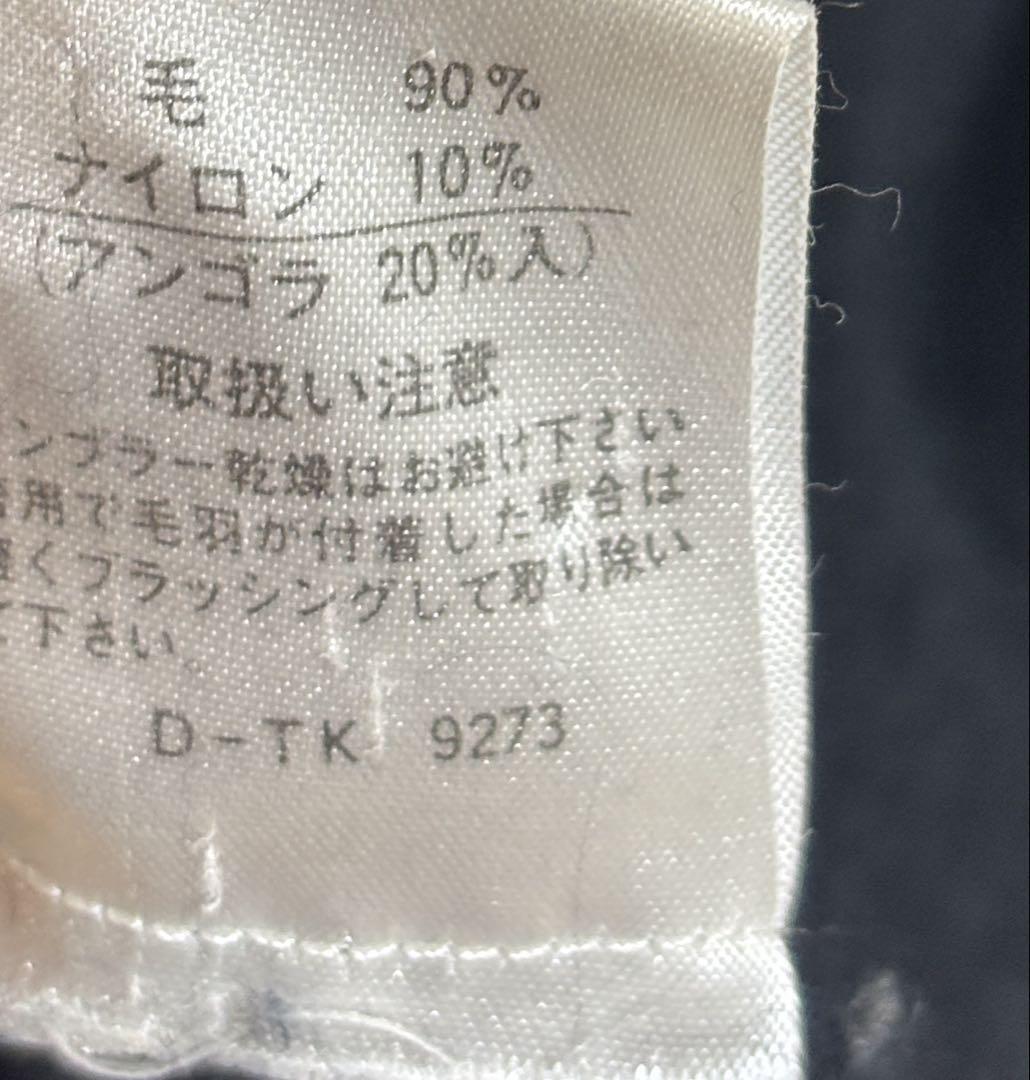 毛 90%
ナイロン 10%
(アンゴラ 20%入)
取扱い注意
ンブラー乾燥はお避け下さい
用で毛羽が付着した場合は
くブラッシングして取り除い
下さい。
D-TK 9273